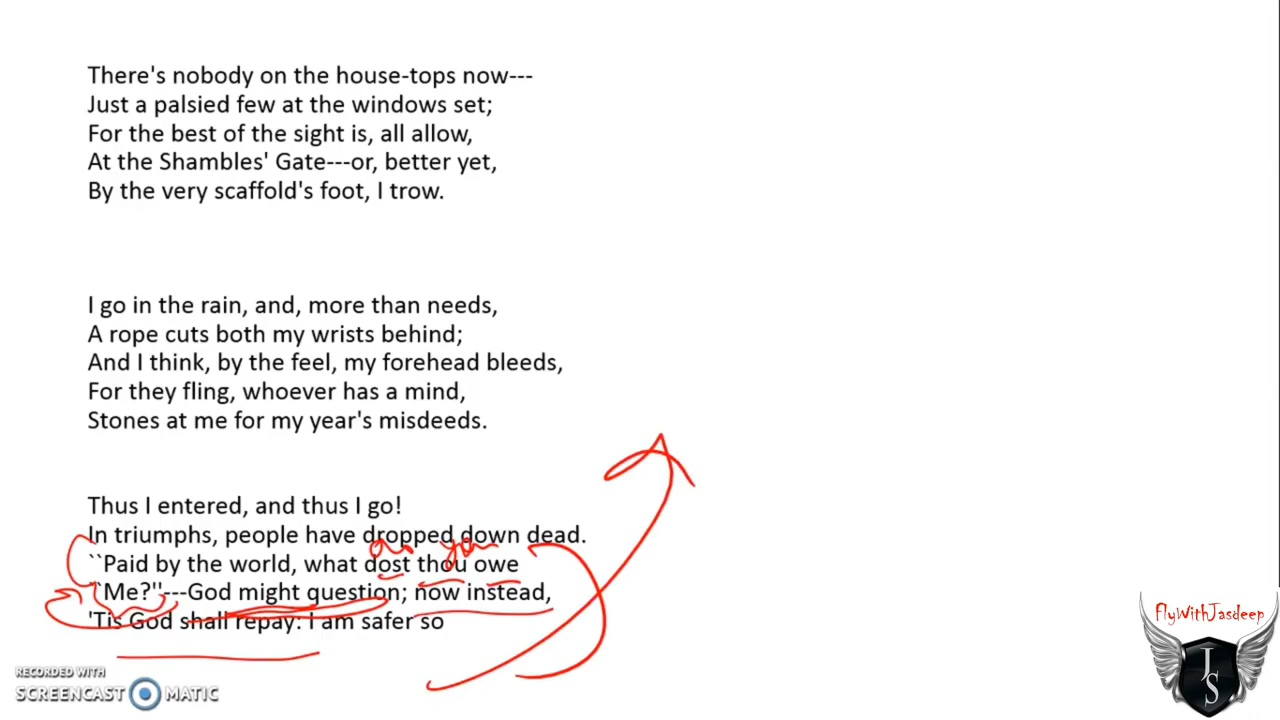 There's nobody on the house-tops now---
Just a palsied few at the windows set;
For the best of the sight is, all allow,
At the Shambles' Gate---or, better yet,
By the very scaffold's foot, I trow.
I go in the rain, and, more than needs,
A rope cuts both my wrists behind;
And I think, by the feel, my forehead bleeds,
For they fling, whoever has a mind,
Stones at me for my year's misdeeds.
Thus I entered, and thus I go!
In triumphs, people have dropped down dead.
you
``Paid by the world, what dost thou owe
``Me?''---God might question; now instead,
'Tis God shall repay: I am safer so
RECORDED WITH
SCREENCAST MATIC
FlyWithJasdeep
JS